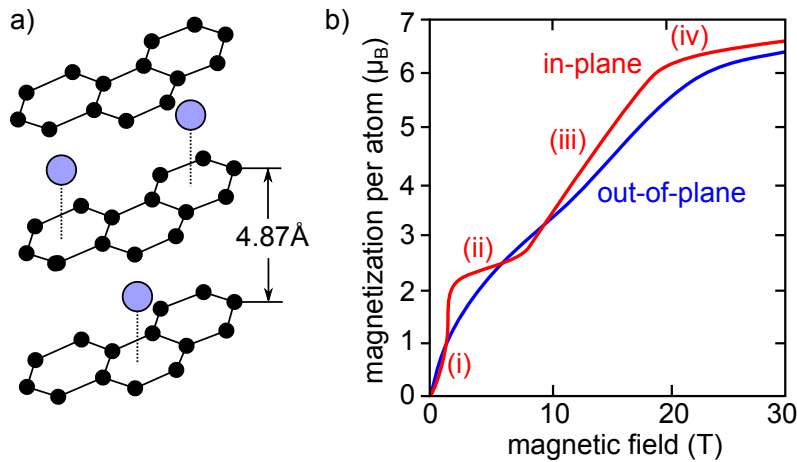 a)
4.87Å
b)
magnetization per atom (μB)
7
6
5
4
3
2
1
0
(iv)
in-plane
(iii)
out-of-plane
(ii)
(i)
0 10 20 30
magnetic field (T)